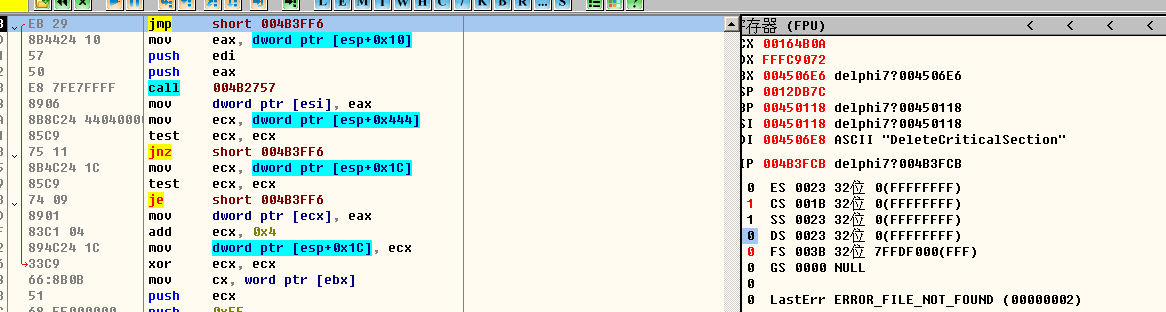 L E M T W H C / K B R ... S
EB 29 jmp short 004B3FF6
8B4424 10 mov eax, dword ptr [esp+0x10]
57 push edi
50 push eax
E8 7FE7FFFF call 004B2757
8906 mov dword ptr [esi], eax
8B8C24 4404000 mov ecx, dword ptr [esp+0x444]
85C9 test ecx, ecx
75 11 jnz short 004B3FF6
8B4C24 1C mov ecx, dword ptr [esp+0x1C]
85C9 test ecx, ecx
74 09 je short 004B3FF6
8901 mov dword ptr [ecx], eax
83C1 04 add ecx, 0x4
894C24 1C mov dword ptr [esp+0x1C], ecx
33C9 xor ecx, ecx
66:8B0B mov cx, word ptr [ebx]
51 push ecx
存器 (FPU) < < < <
CX 00164B0A
DX FFFC9072
BX 004506E6 delphi7?004506E6
SP 0012DB7C
BP 00450118 delphi7?00450118
SI 00450118 delphi7?00450118
DI 004506E8 ASCII "DeleteCriticalSection"
IP 004B3FCB delphi7?004B3FCB
0 ES 0023 32位 0(FFFFFFFF)
1 CS 001B 32位 0(FFFFFFFF)
1 SS 0023 32位 0(FFFFFFFF)
0 DS 0023 32位 0(FFFFFFFF)
0 FS 003B 32位 7FFDF000(FFF)
0 GS 0000 NULL
0
0 LastErr ERROR_FILE_NOT_FOUND (00000002)